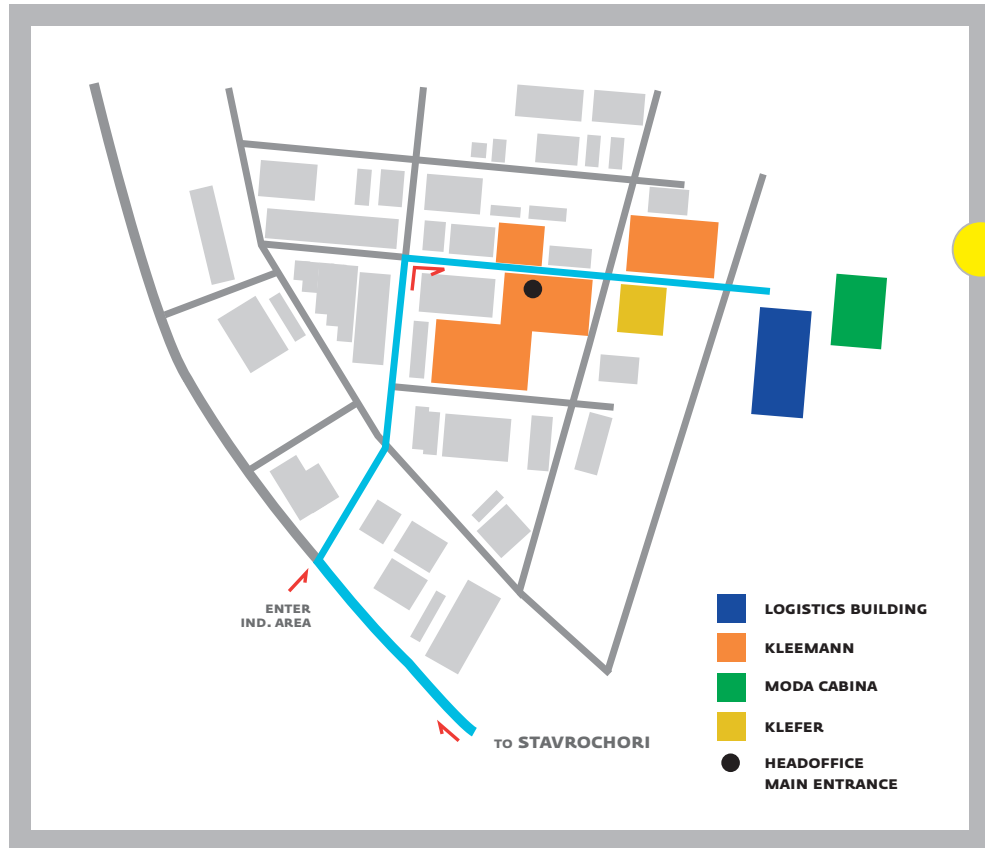 ENTER
IND. AREA
TO STAVROCHORI
LOGISTICS BUILDING
KLEEMANN
MODA CABINA
KLEFER
HEADOFFICE
MAIN ENTRANCE